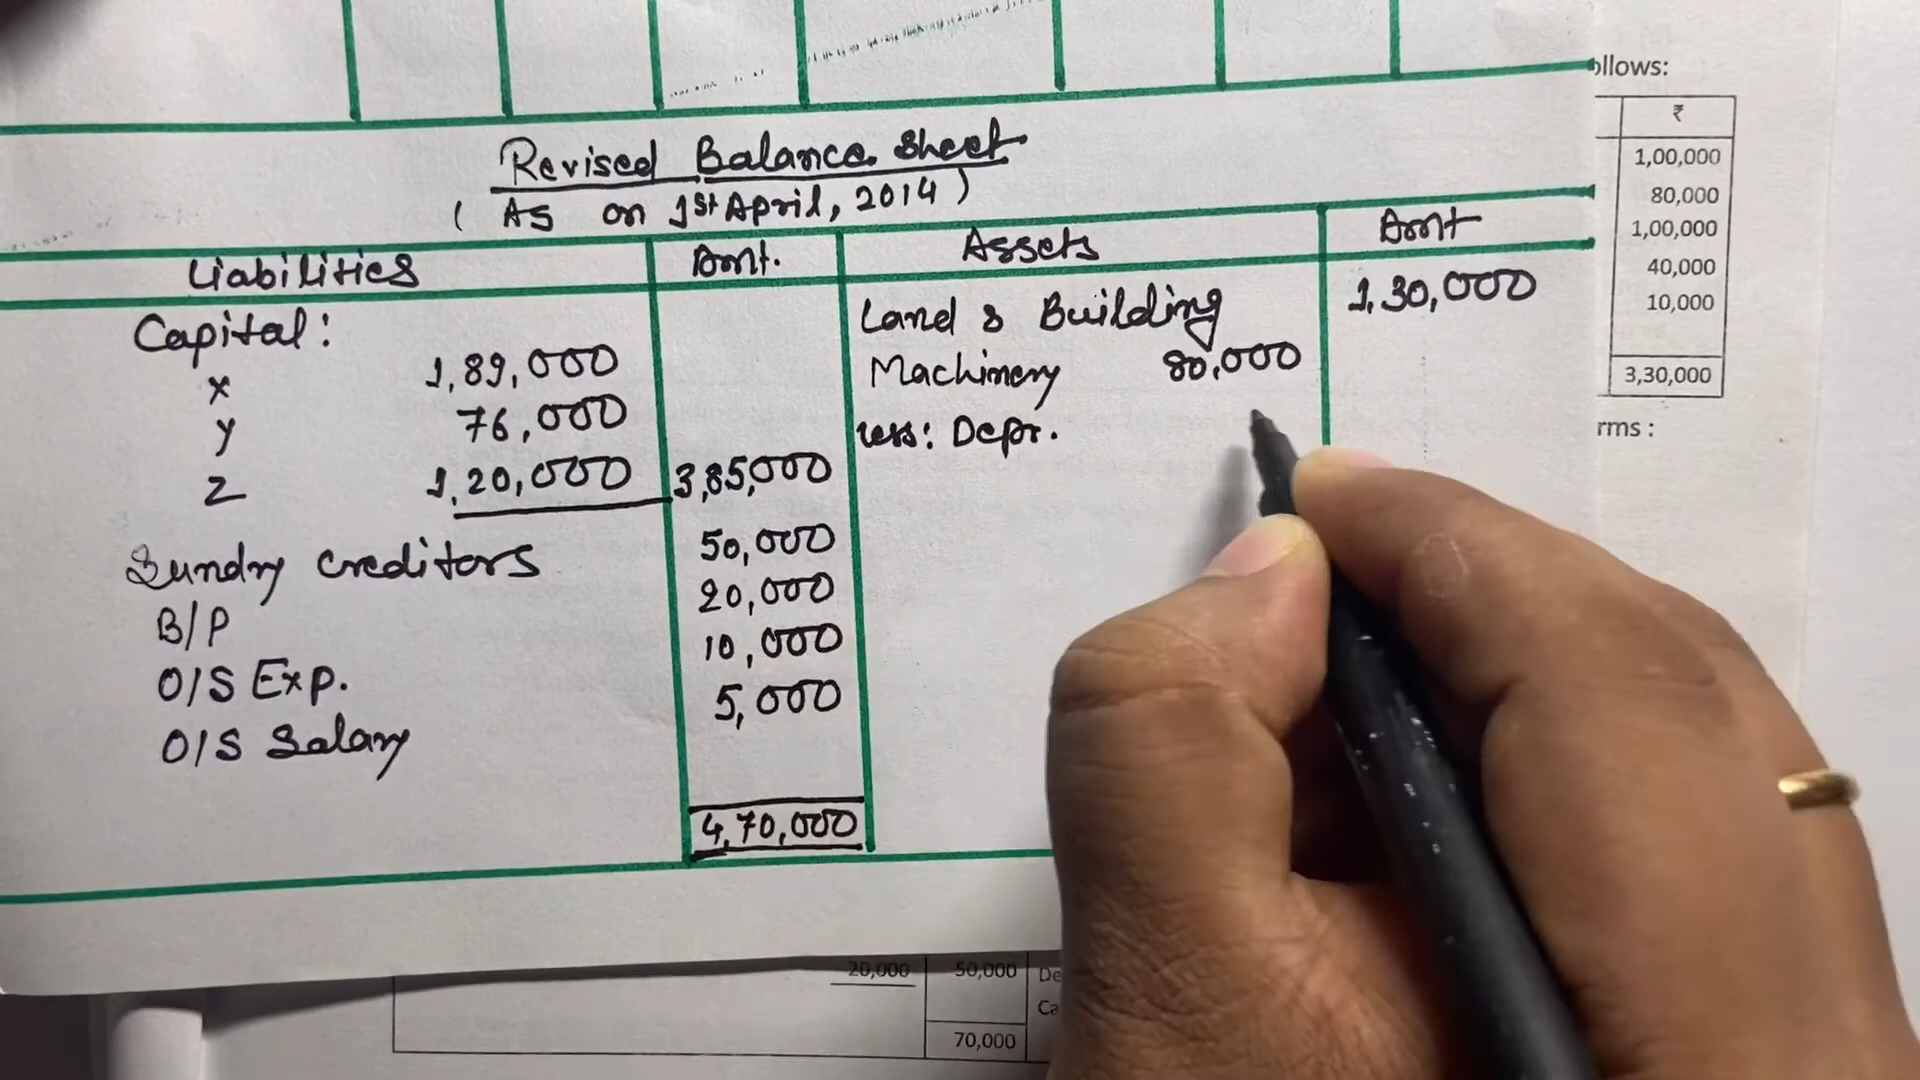 Revised Balance Sheet
( As on 1st April, 2014 )
Liabilities Amt. Assets Amt
Capital: Land & Building 1,30,000
X 1,89,000 Machinery 80,000
Y 76,000 Less: Depr.
Z 1,20,000 3,85,000
Sundry Creditors 50,000
B/P 20,000
O/S Exp. 10,000
O/S Salary 5,000
4,70,000
ollows:
₹
1,00,000
80,000
1,00,000
40,000
10,000
3,30,000
rms :
20,000 50,000 De
Ca
70,000